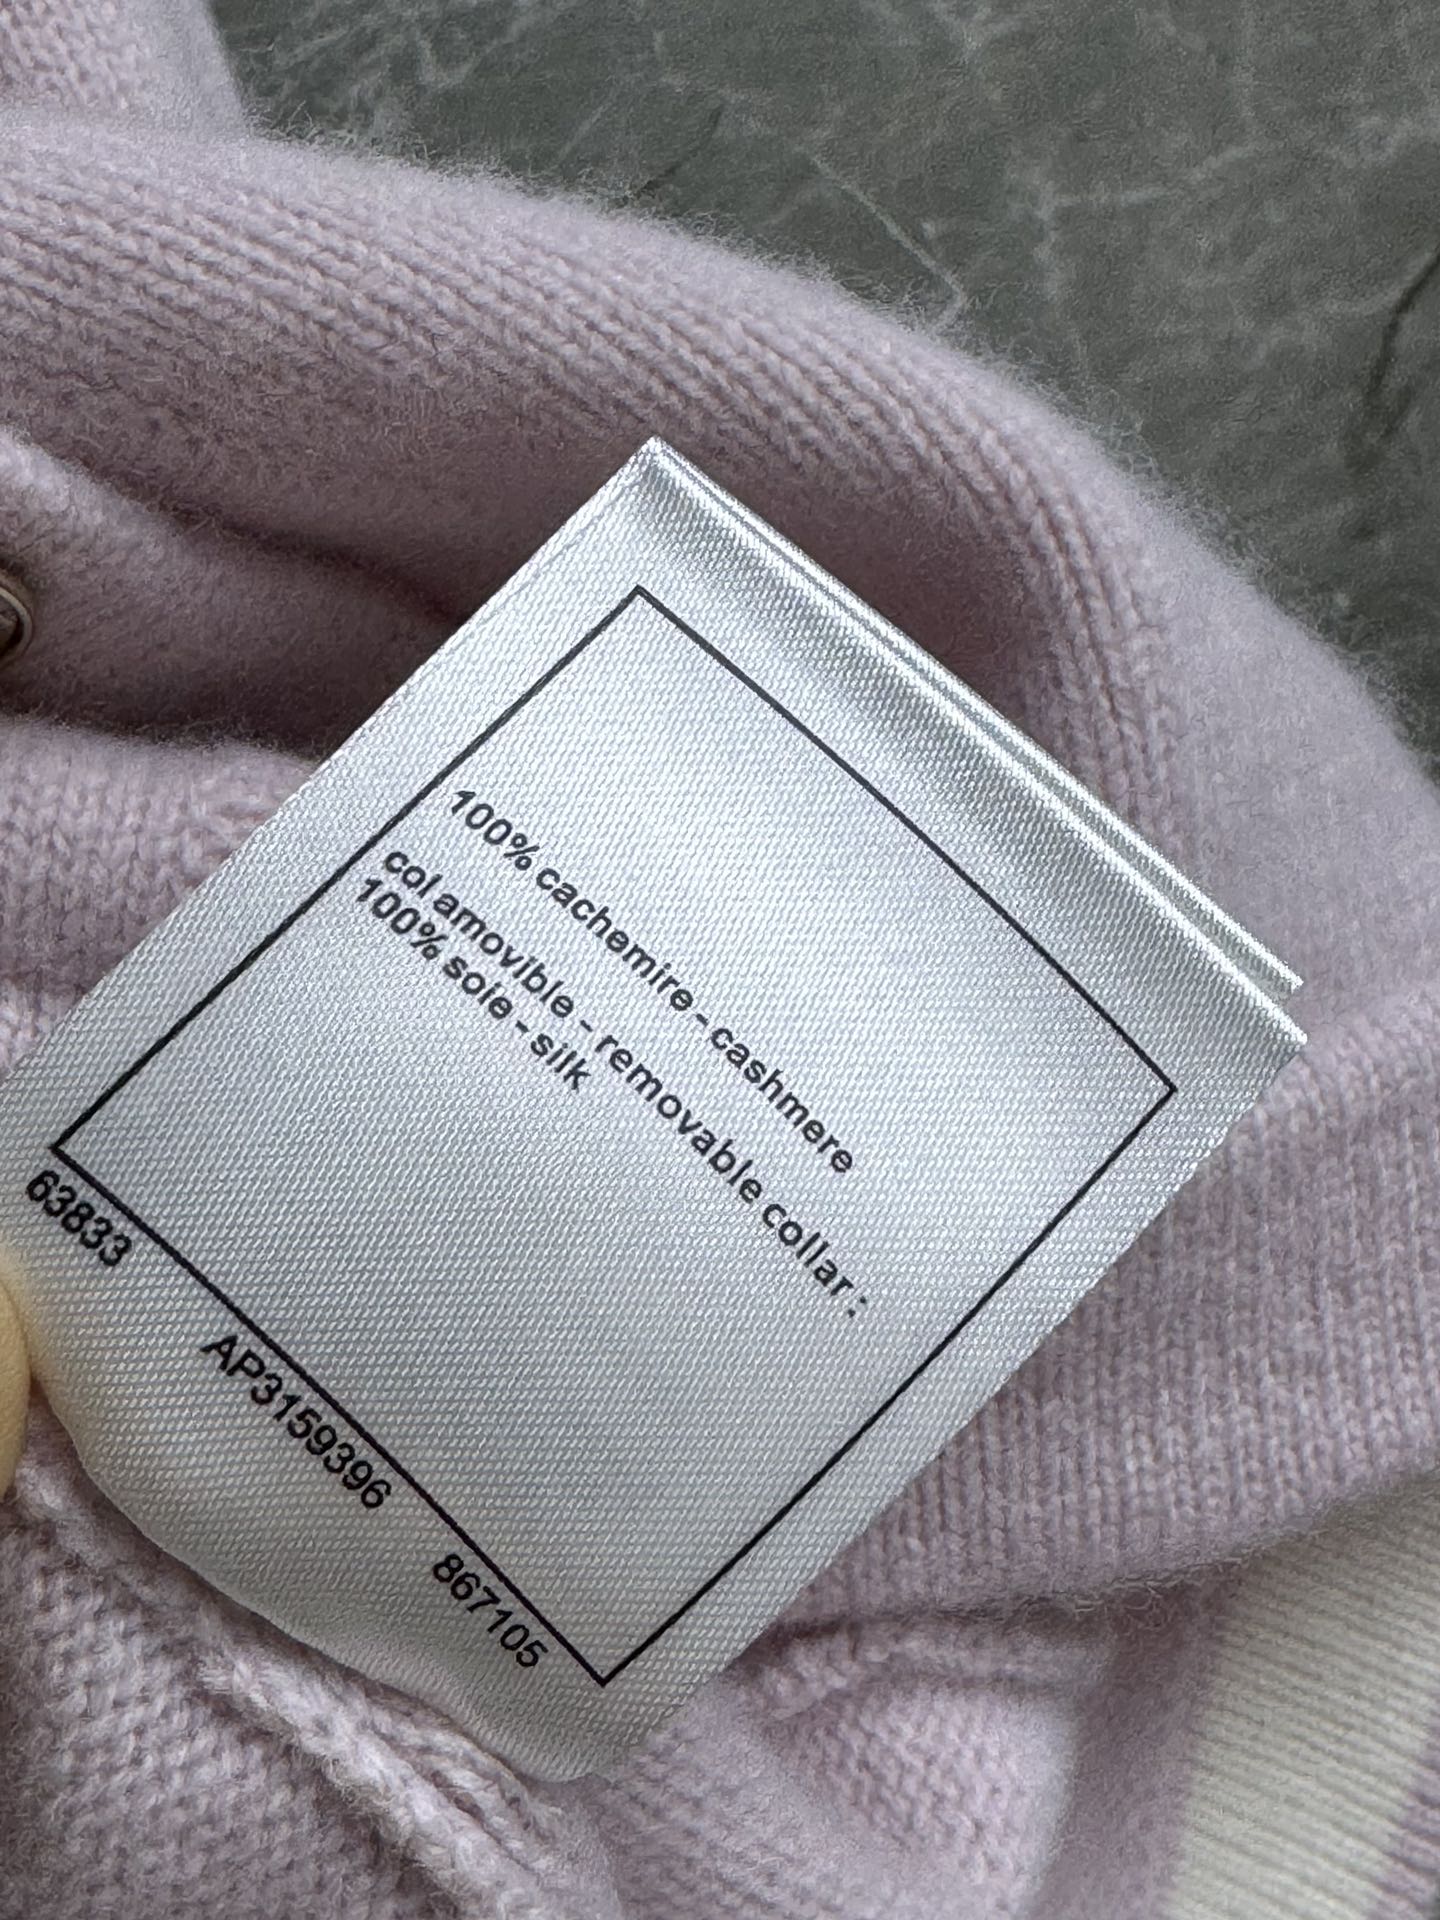 100% cachemire - cashmere
col amovible - removable collar :
100% soie - silk
63833 AP3159396 867105